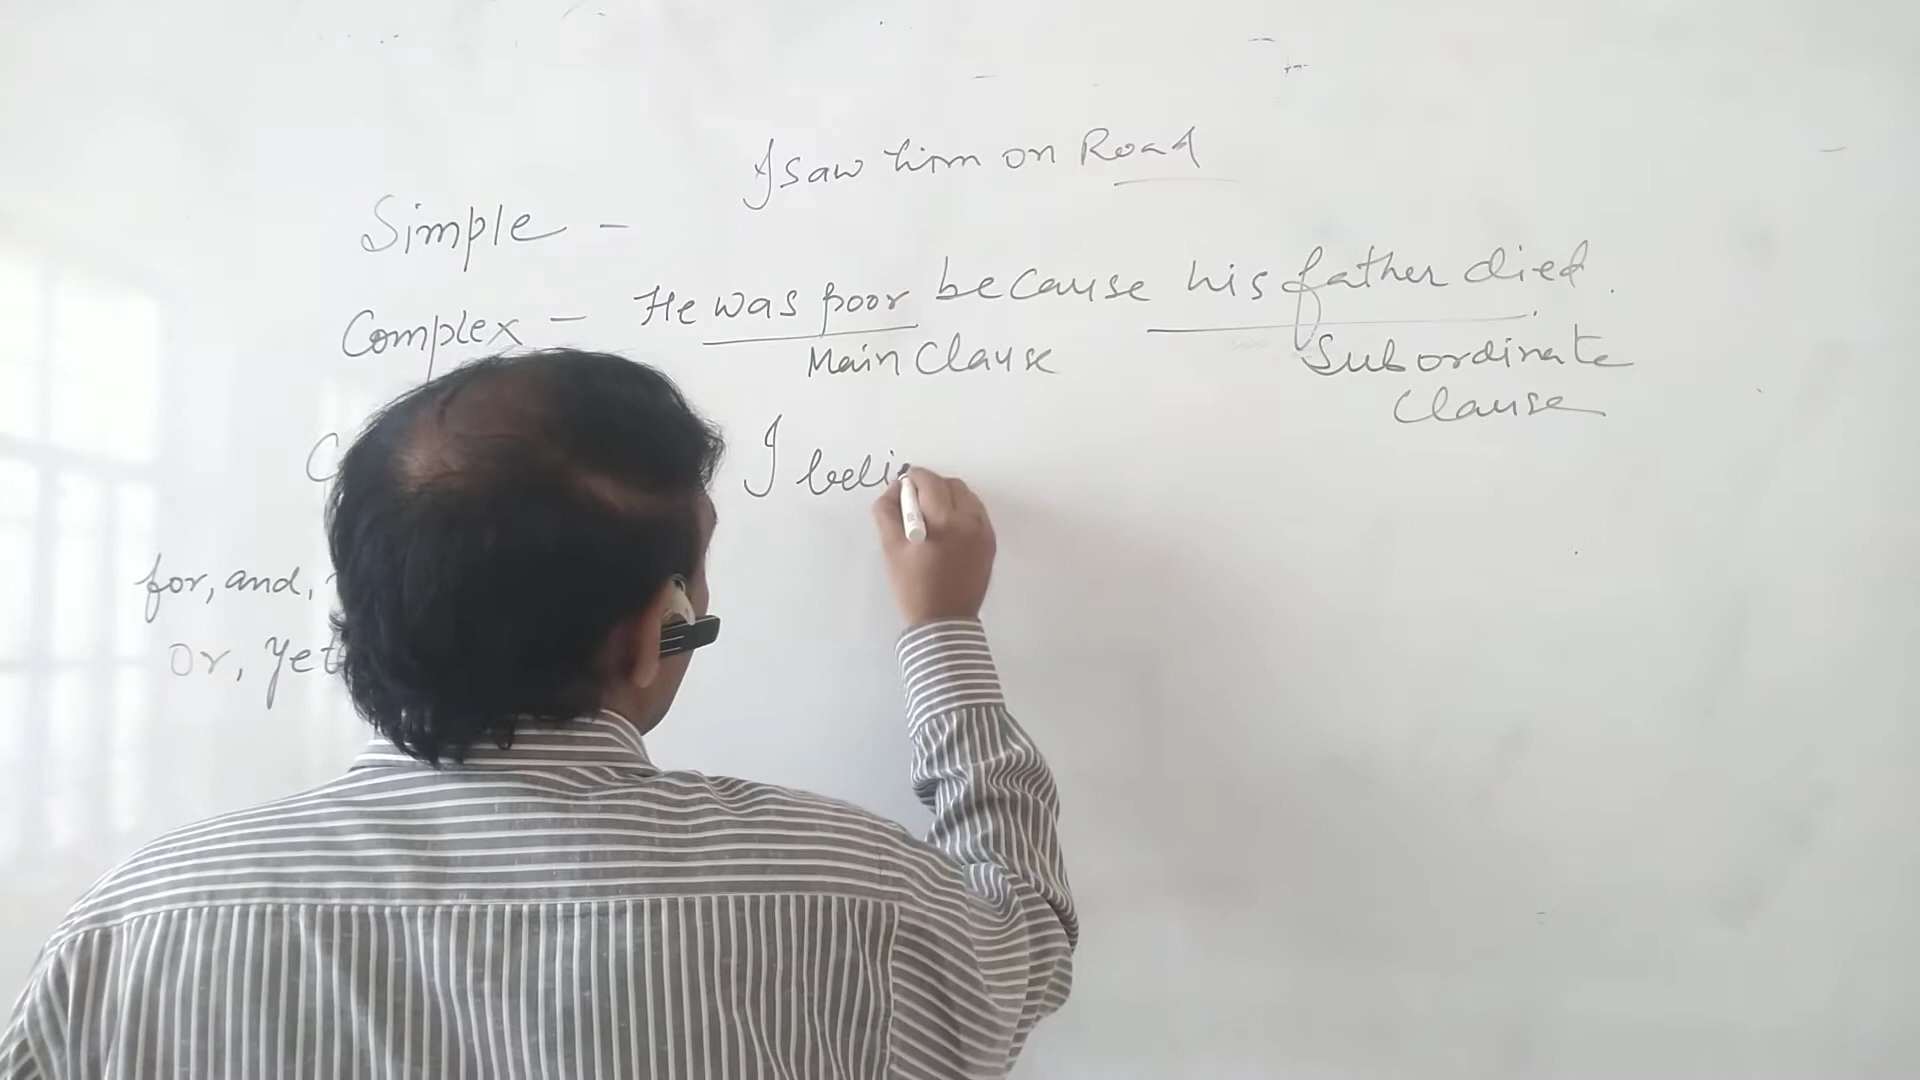 I saw him on Road
Simple -
Complex - He was poor because his father died.
Main Clause
Subordinate
Clause
I belie
for, and,
or, yet